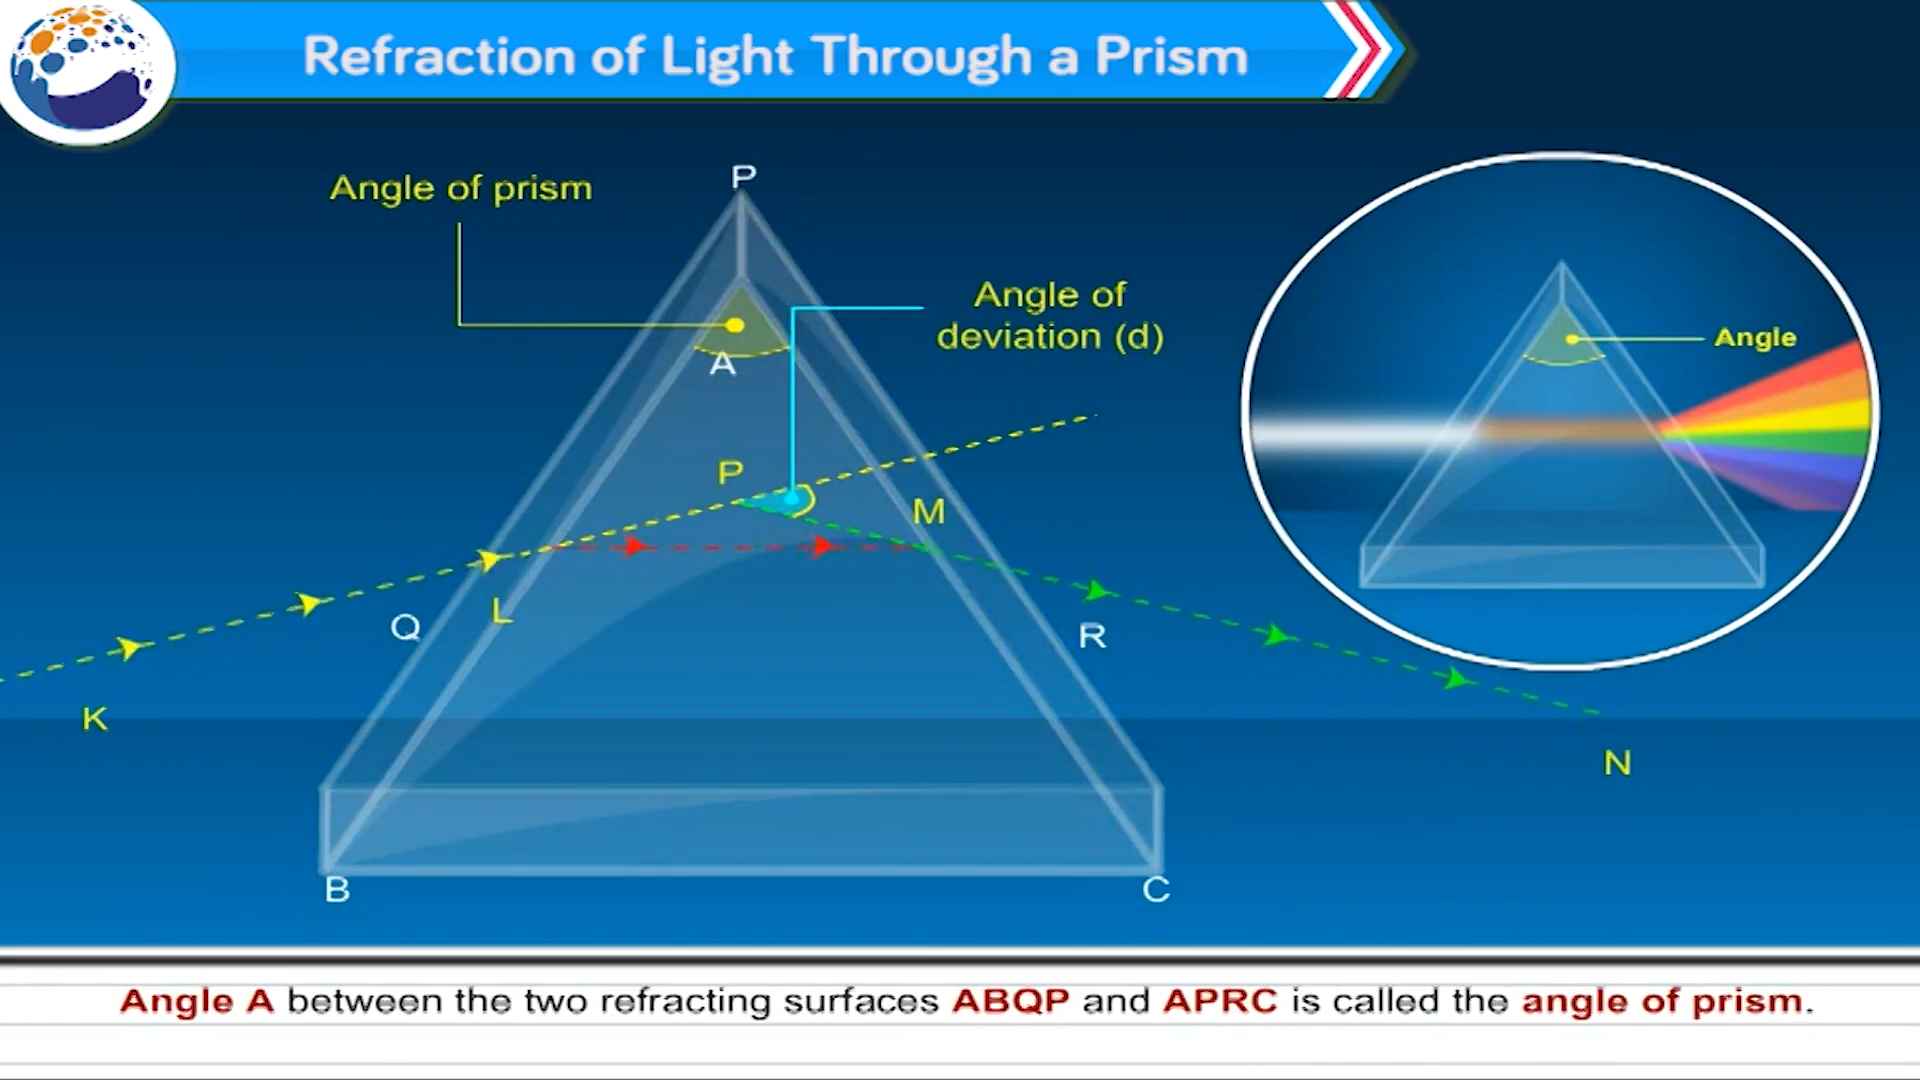 Refraction of Light Through a Prism
P
Angle of prism
Angle of
deviation (d)
Angle
A
P
M
Q
L
R
K
N
B
C
Angle A between the two refracting surfaces ABQP and APRC is called the angle of prism.